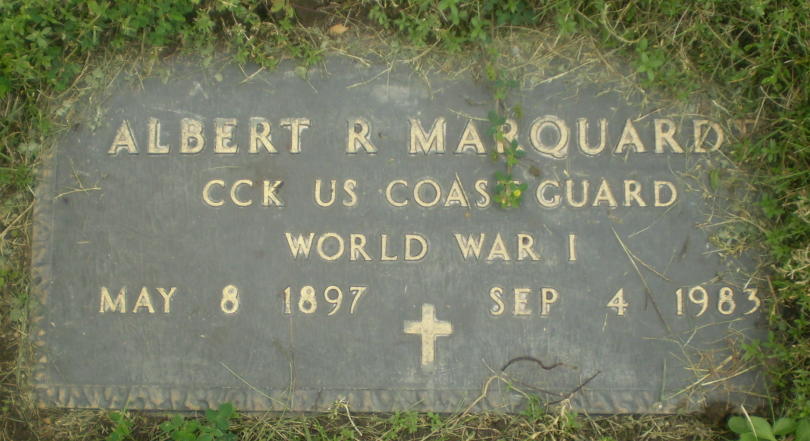 ALBERT R MARQUARD
CCK US COAST GUARD
WORLD WAR I
MAY 8 1897 SEP 4 1983